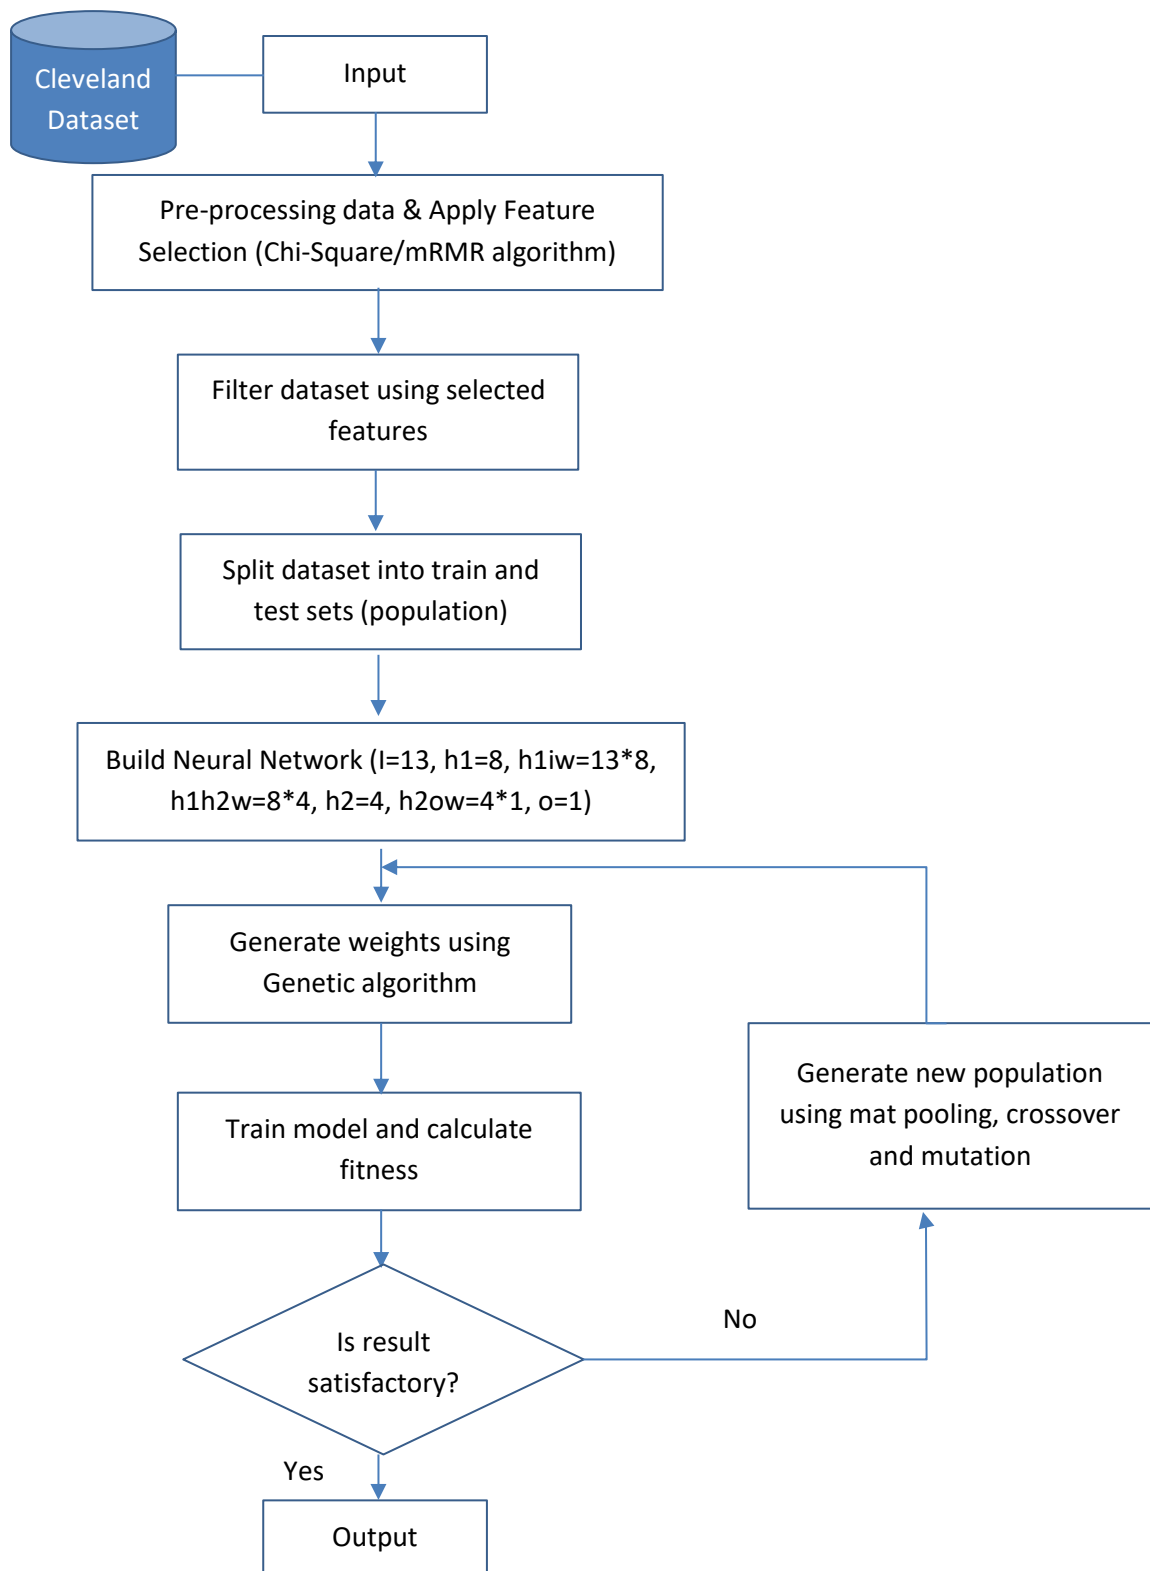 Cleveland
Dataset
Input
Pre-processing data & Apply Feature
Selection (Chi-Square/mRMR algorithm)
Filter dataset using selected
features
Split dataset into train and
test sets (population)
Build Neural Network (I=13, h1=8, h1iw=13*8,
h1h2w=8*4, h2=4, h2ow=4*1, o=1)
Generate weights using
Genetic algorithm
Generate new population
using mat pooling, crossover
and mutation
Train model and calculate
fitness
Is result
satisfactory?
No
Yes
Output